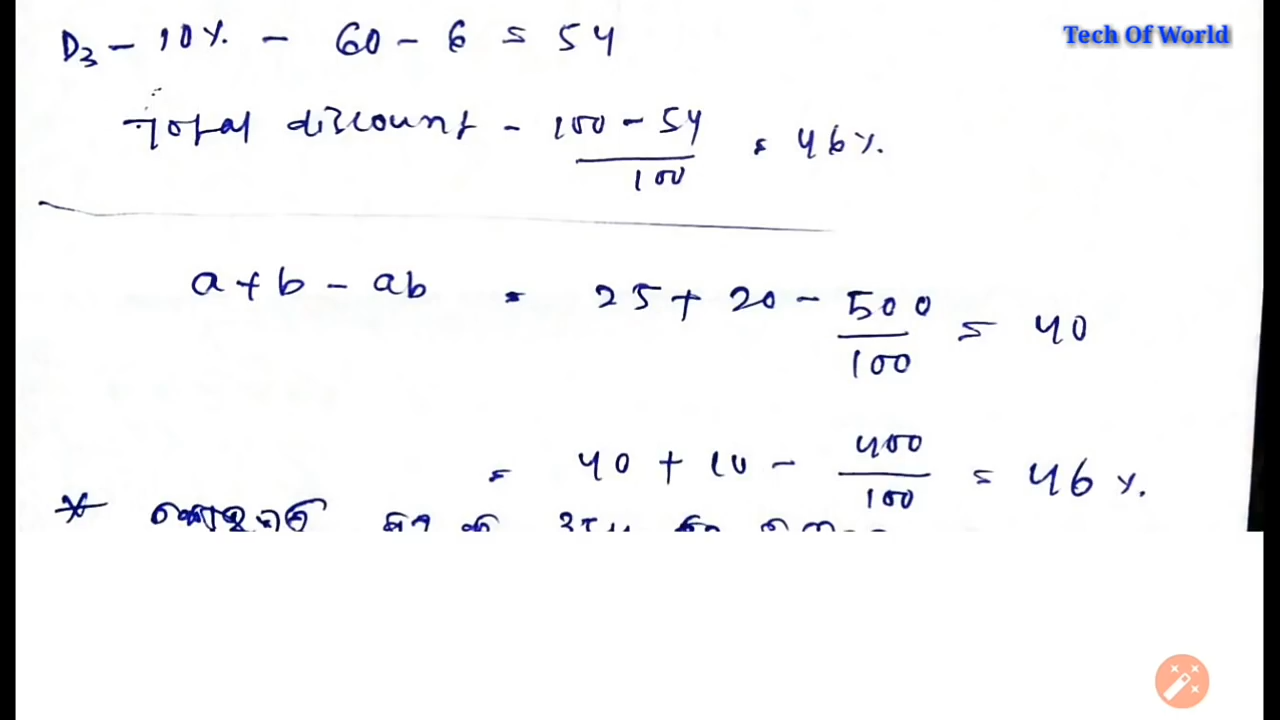 Tech Of World
D3 - 10% - 60 - 6 = 54
Total discount - 100 - 54 / 100 = 46%.
a + b - ab = 25 + 20 - 500 / 100 = 40
= 40 + 10 - 400 / 100 = 46%.
*